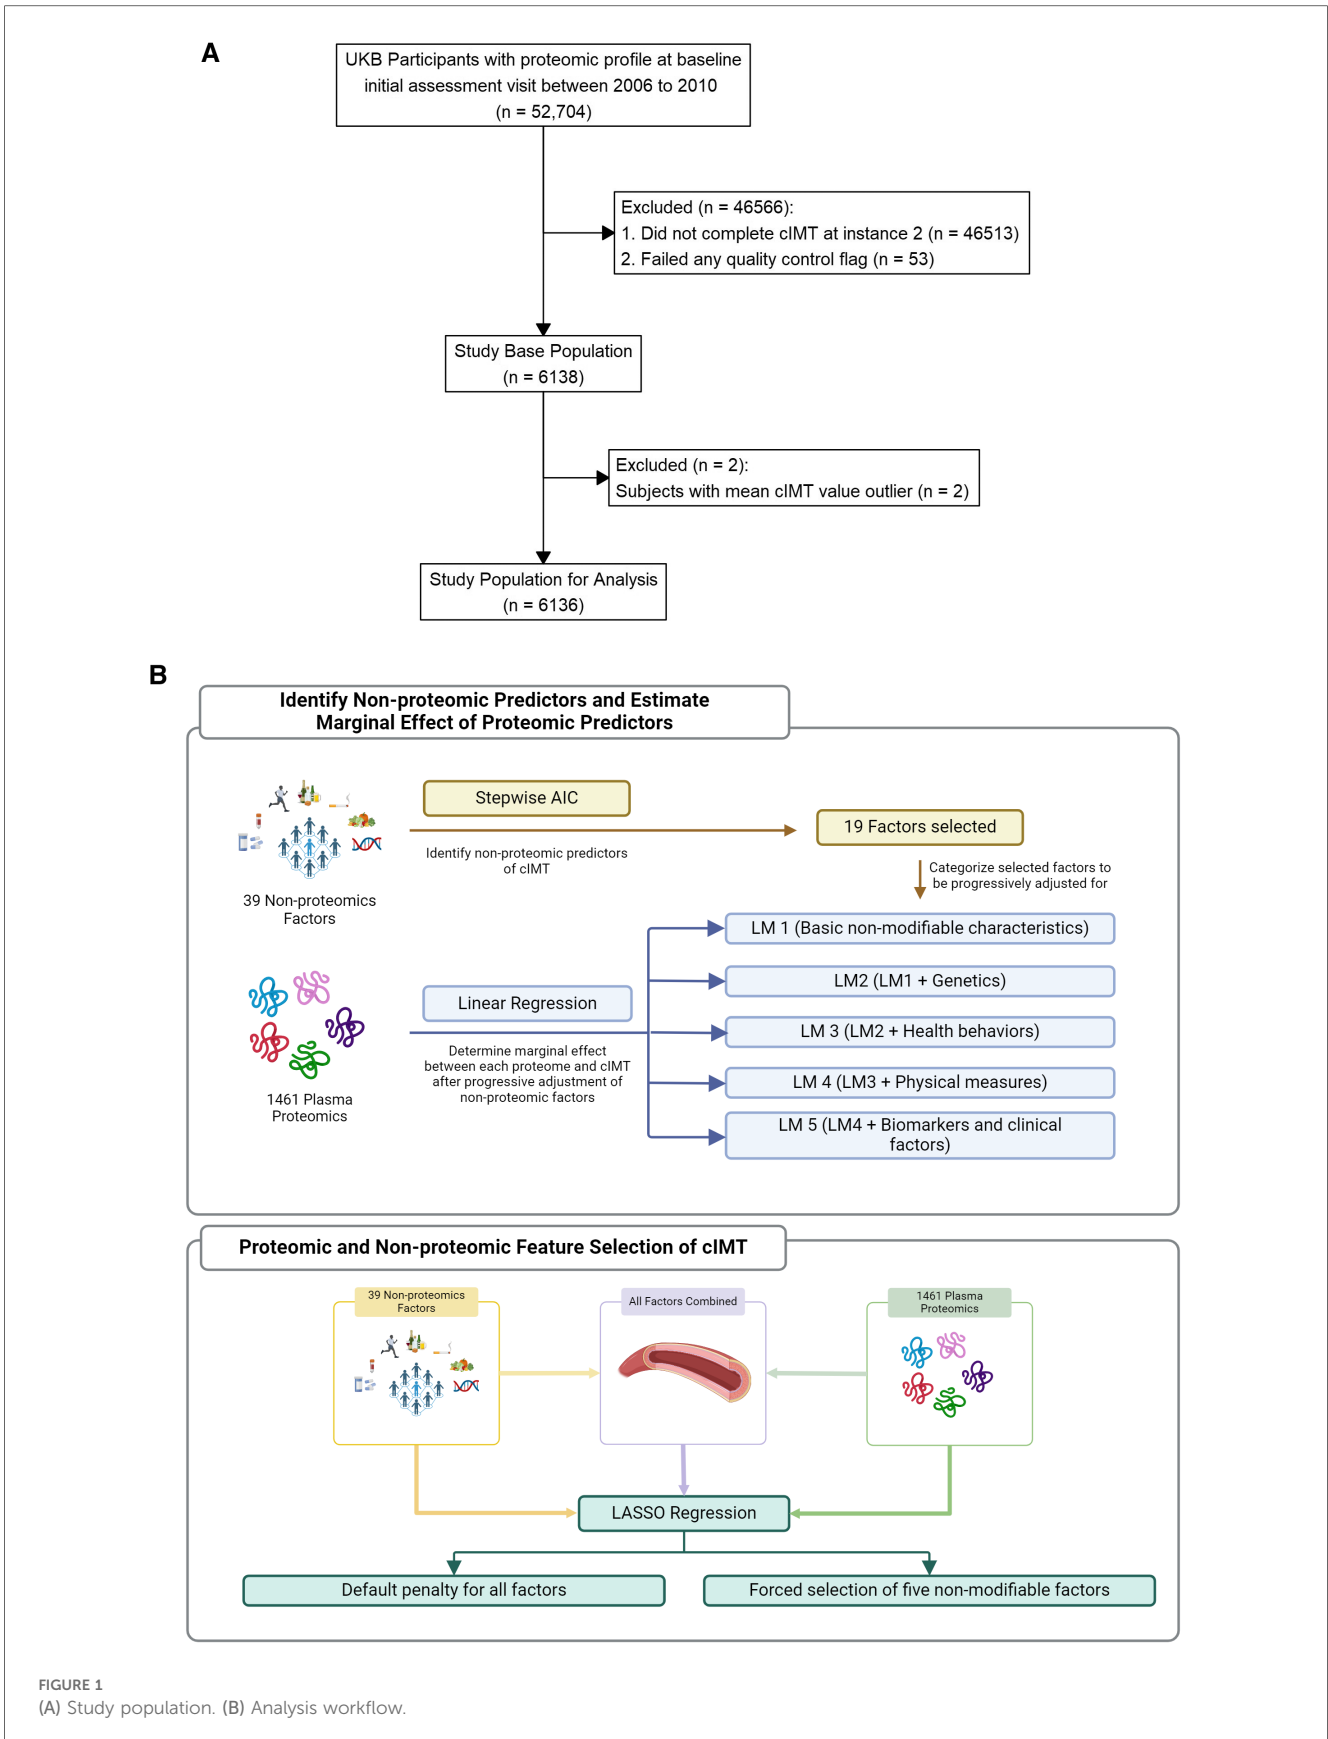 A
UKB Participants with proteomic profile at baseline
initial assessment visit between 2006 to 2010
(n = 52,704)
Excluded (n = 46566):
1. Did not complete cIMT at instance 2 (n = 46513)
2. Failed any quality control flag (n = 53)
Study Base Population
(n = 6138)
Excluded (n = 2):
Subjects with mean cIMT value outlier (n = 2)
Study Population for Analysis
(n = 6136)
B
Identify Non-proteomic Predictors and Estimate
Marginal Effect of Proteomic Predictors
Stepwise AIC
Identify non-proteomic predictors
of cIMT
39 Non-proteomics
Factors
19 Factors selected
Categorize selected factors to
be progressively adjusted for
LM 1 (Basic non-modifiable characteristics)
LM2 (LM1 + Genetics)
LM 3 (LM2 + Health behaviors)
LM 4 (LM3 + Physical measures)
LM 5 (LM4 + Biomarkers and clinical
factors)
Linear Regression
Determine marginal effect
between each proteome and cIMT
after progressive adjustment of
non-proteomic factors
1461 Plasma
Proteomics
Proteomic and Non-proteomic Feature Selection of cIMT
39 Non-proteomics
Factors
All Factors Combined
1461 Plasma
Proteomics
LASSO Regression
Default penalty for all factors
Forced selection of five non-modifiable factors
FIGURE 1
(A) Study population. (B) Analysis workflow.